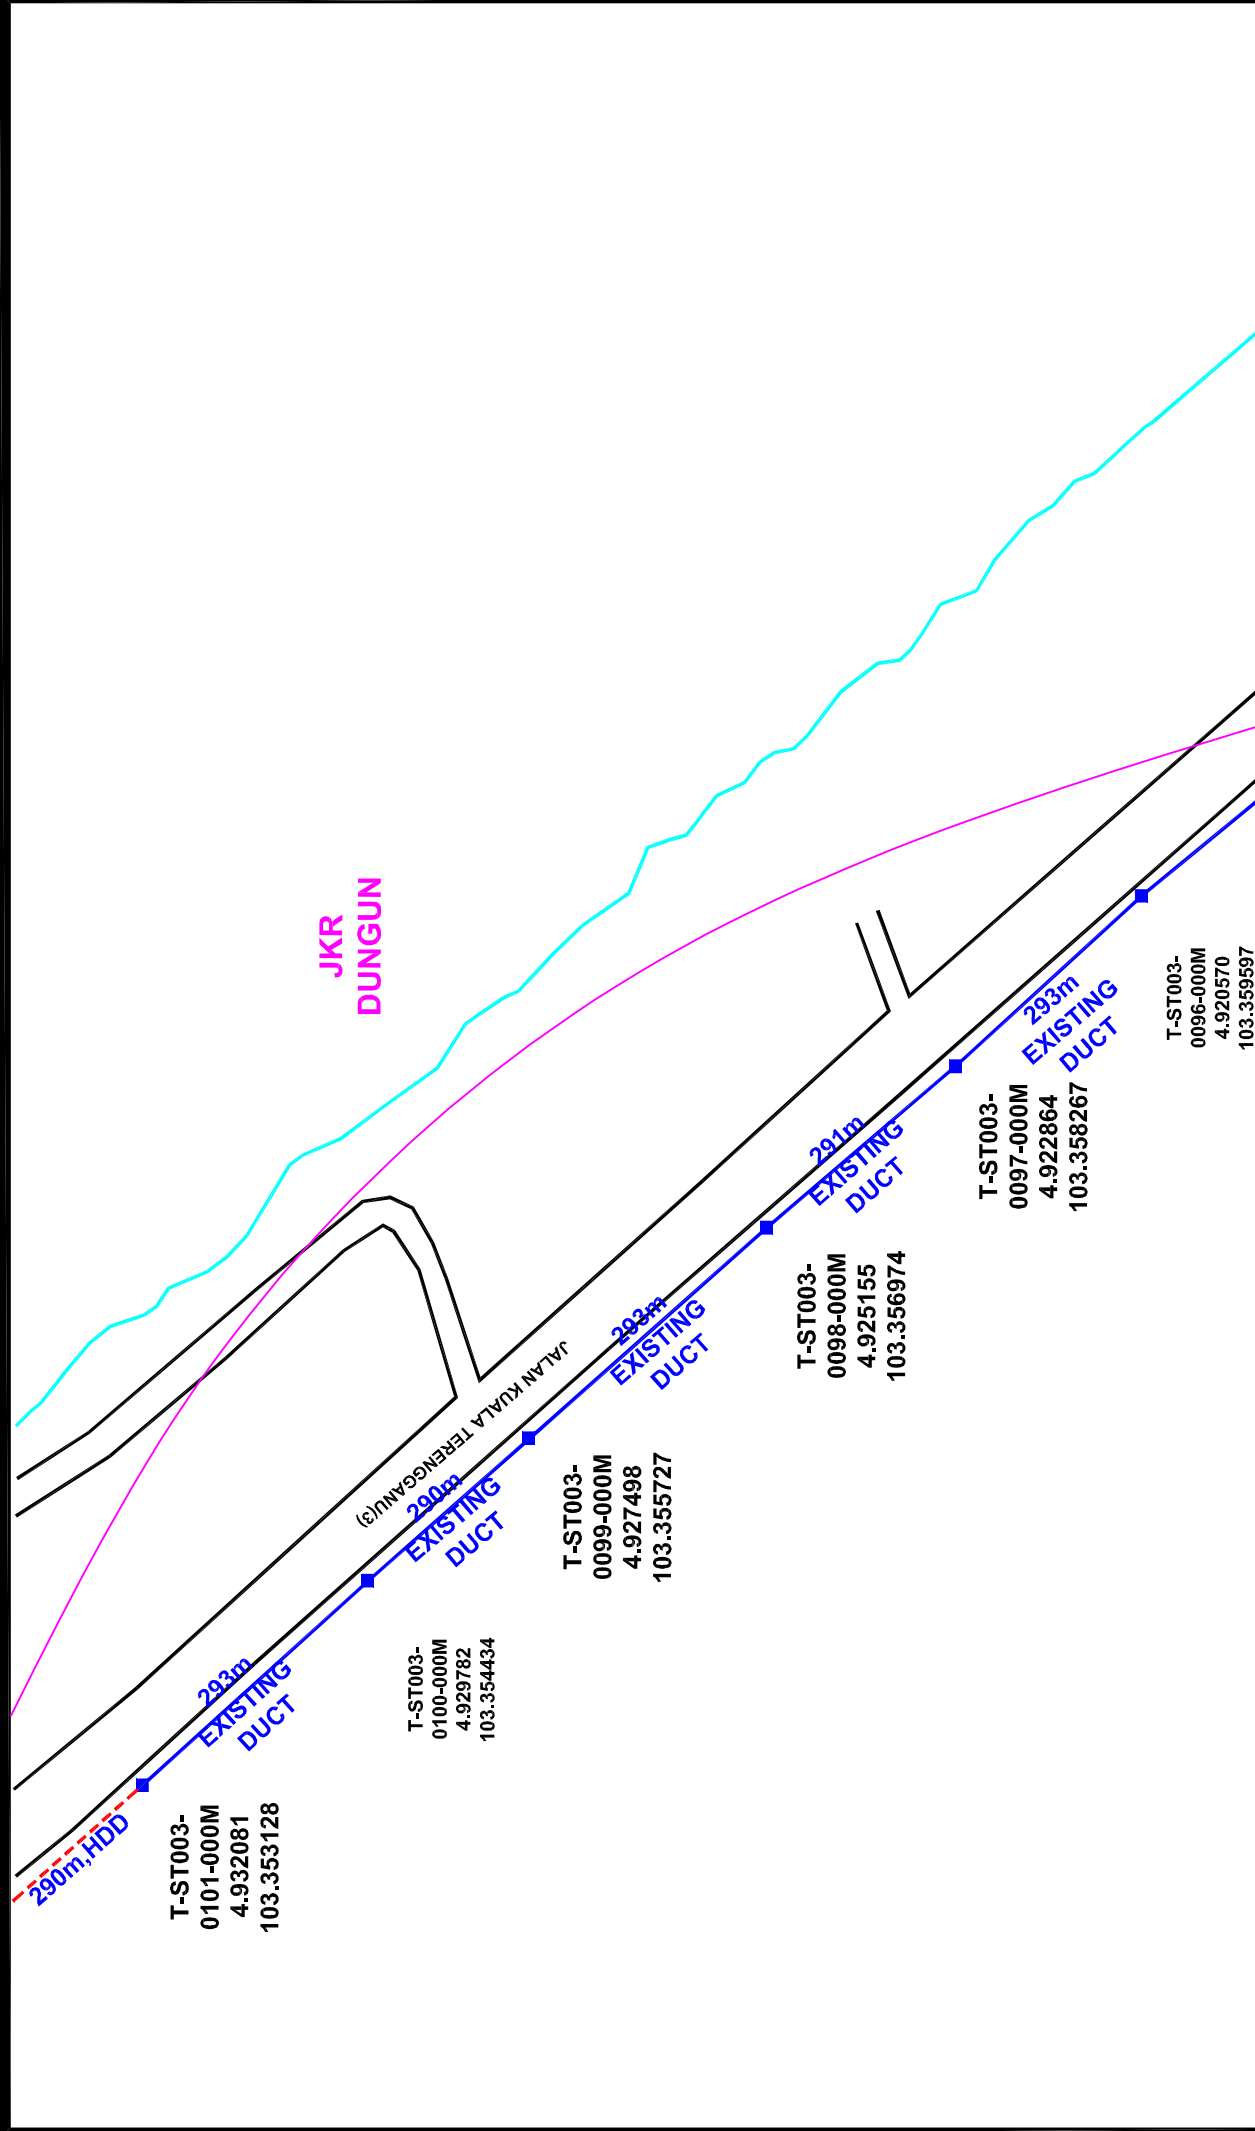 JKR
DUNGUN
JALAN KUALA TERENGGANU(3)
290m,HDD
T-ST003-
0101-000M
4.932081
103.353128
293m
EXISTING
DUCT
T-ST003-
0100-000M
4.929782
103.354434
290m
EXISTING
DUCT
T-ST003-
0099-000M
4.927498
103.355727
293m
EXISTING
DUCT
T-ST003-
0098-000M
4.925155
103.356974
291m
EXISTING
DUCT
T-ST003-
0097-000M
4.922864
103.358267
293m
EXISTING
DUCT
T-ST003-
0096-000M
4.920570
103.359597